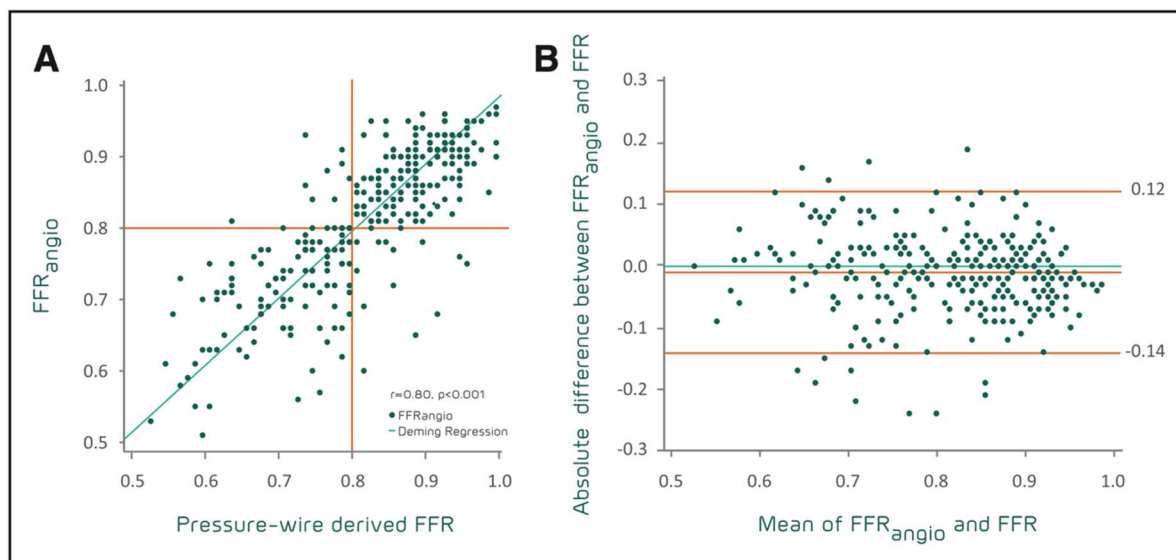 A
FFRangio
1.0
0.9
0.8
0.7
0.6
0.5
r=0.80, p<0.001
FFRangio
Deming Regression
0.5 0.6 0.7 0.8 0.9 1.0
Pressure-wire derived FFR
B
Absolute difference between FFRangio and FFR
0.3
0.2
0.1
0.0
-0.1
-0.2
-0.3
0.12
-0.14
0.5 0.6 0.7 0.8 0.9 1.0
Mean of FFRangio and FFR